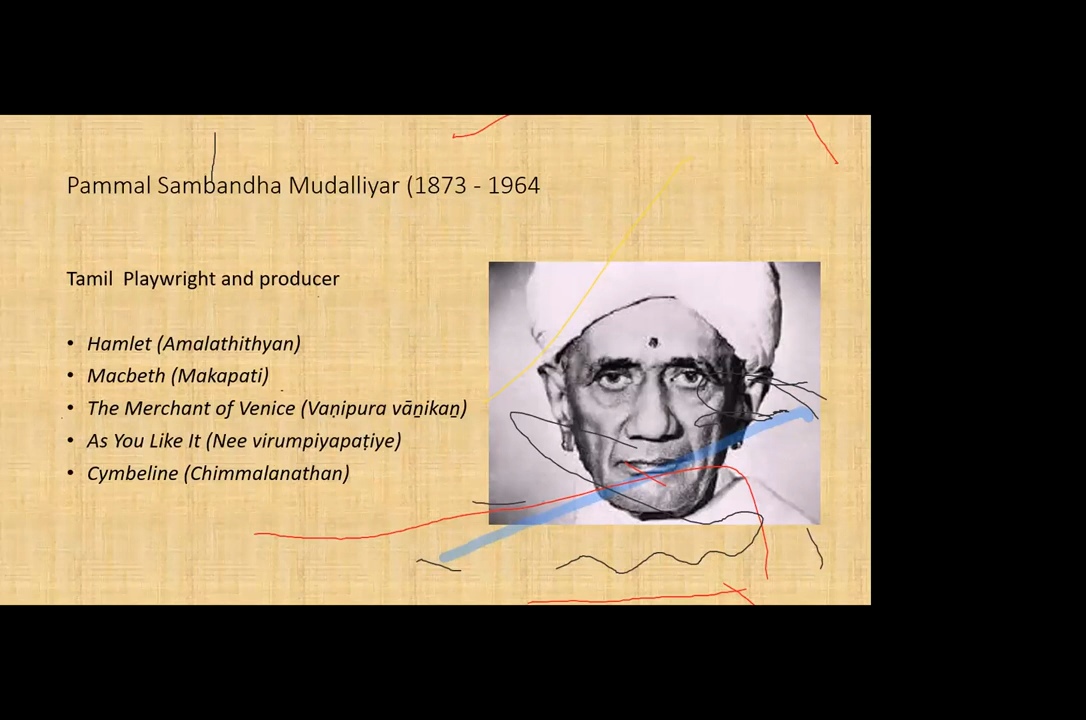 Pammal Sambandha Mudalliyar (1873 - 1964
Tamil  Playwright and producer
• Hamlet (Amalathithyan)
• Macbeth (Makapati)
• The Merchant of Venice (Vaṇipura vāṉikaṉ)
• As You Like It (Nee virumpiyapaṭiye)
• Cymbeline (Chimmalanathan)